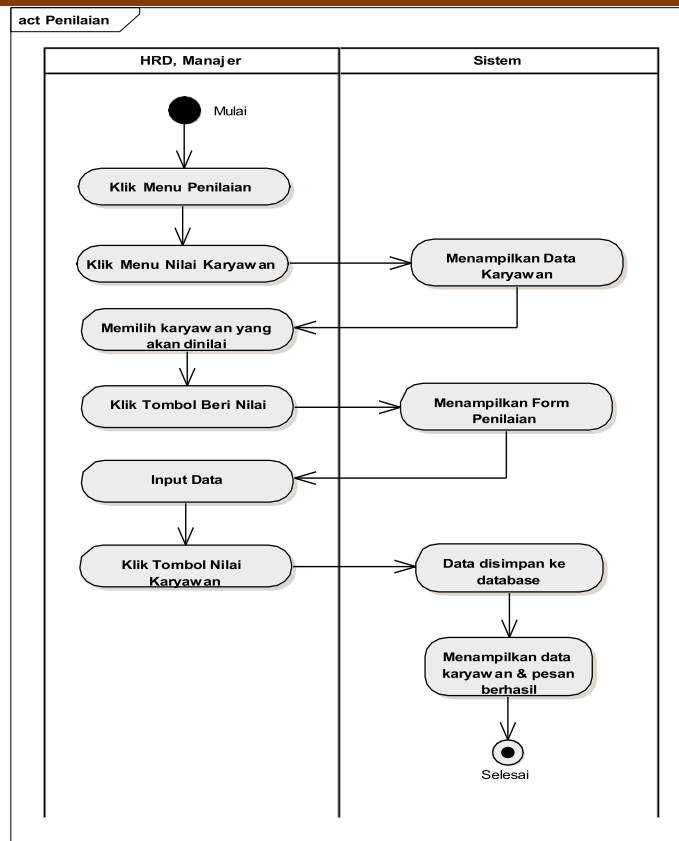 act Penilaian
HRD, Manajer
Sistem
Mulai
Klik Menu Penilaian
Klik Menu Nilai Karyawan
Menampilkan Data
Karyawan
Memilih karyawan yang
akan dinilai
Klik Tombol Beri Nilai
Menampilkan Form
Penilaian
Input Data
Klik Tombol Nilai
Karyawan
Data disimpan ke
database
Menampilkan data
karyawan & pesan
berhasil
Selesai